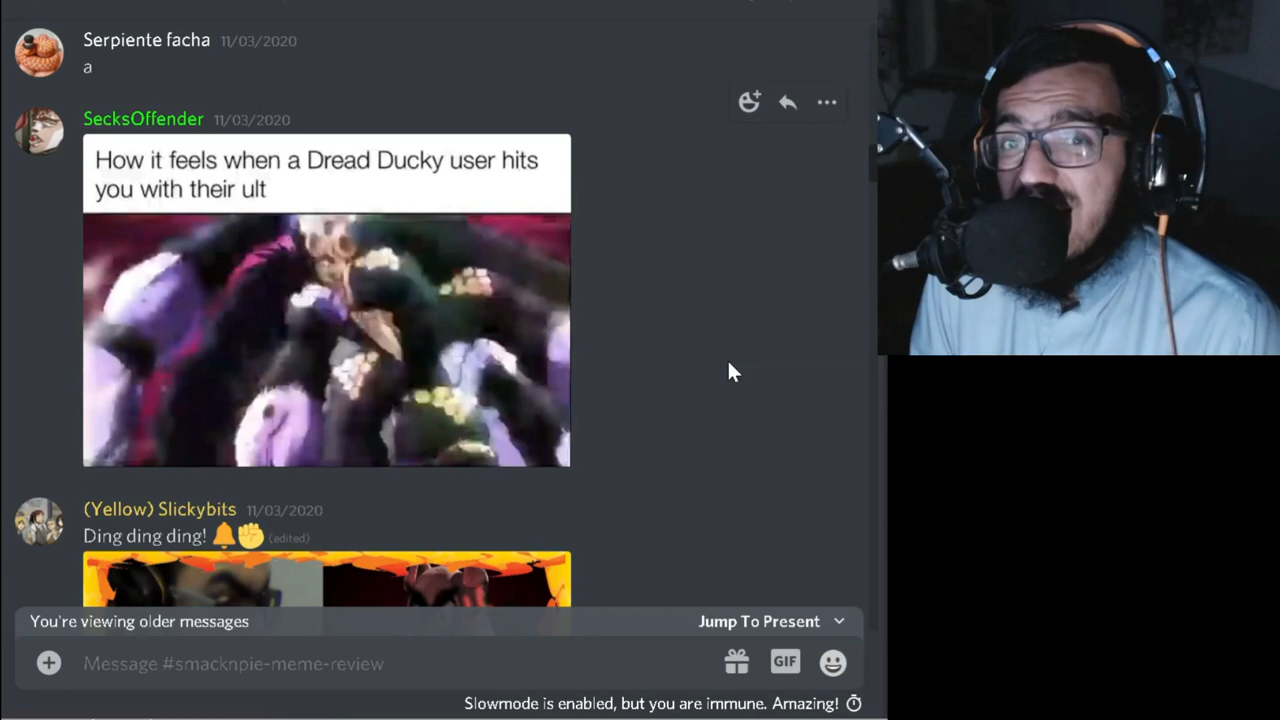 Serpiente facha 11/03/2020
a
SecksOffender 11/03/2020
How it feels when a Dread Ducky user hits
you with their ult
(Yellow) Slickybits 11/03/2020
Ding ding ding! 🔔✊ (edited)
You're viewing older messages
Jump To Present
Message #smacknpie-meme-review
GIF
Slowmode is enabled, but you are immune. Amazing!